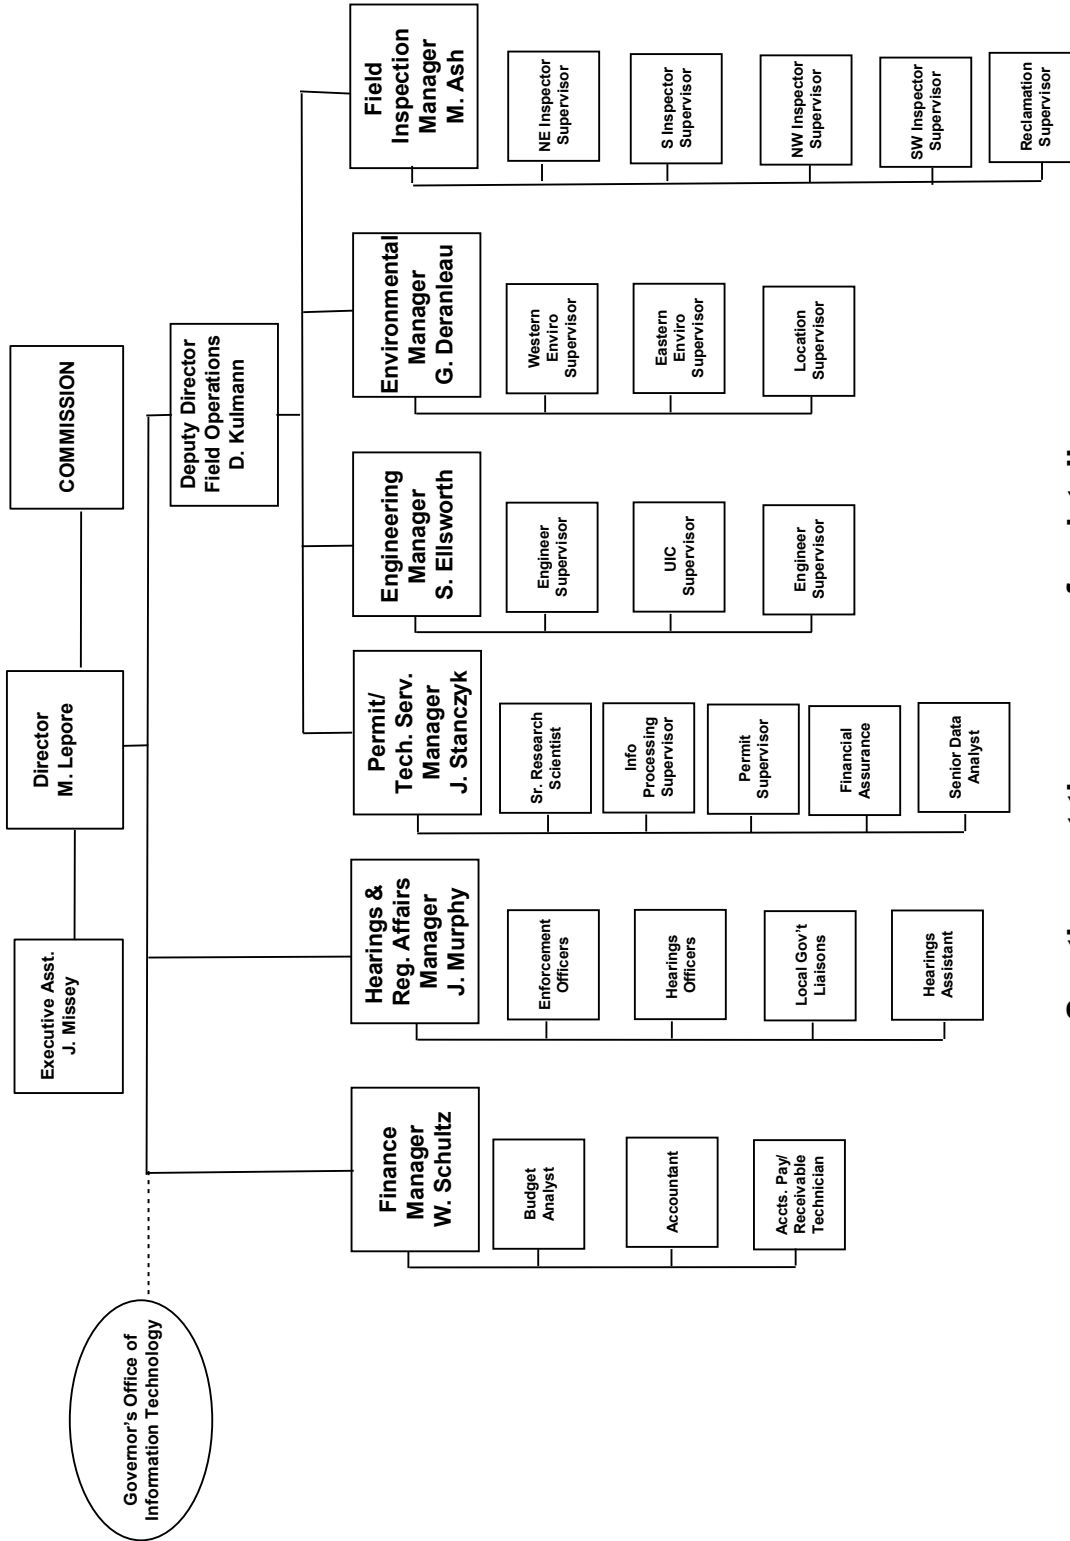 Executive Asst.
J. Missey
Director
M. Lepore
COMMISSION
Governor's Office of
Information Technology
Deputy Director
Field Operations
D. Kulmann
Finance
Manager
W. Schultz
Budget
Analyst
Accountant
Accts. Pay/
Receivable
Technician
Hearings &
Reg. Affairs
Manager
J. Murphy
Enforcement
Officers
Hearings
Officers
Local Gov't
Liaisons
Hearings
Assistant
Permit/
Tech. Serv.
Manager
J. Stanczyk
Sr. Research
Scientist
Info
Processing
Supervisor
Permit
Supervisor
Financial
Assurance
Senior Data
Analyst
Engineering
Manager
S. Ellsworth
Engineer
Supervisor
UIC
Supervisor
Engineer
Supervisor
Environmental
Manager
G. Deranleau
Western
Enviro
Supervisor
Eastern
Enviro
Supervisor
Location
Supervisor
Field
Inspection
Manager
M. Ash
NE Inspector
Supervisor
S Inspector
Supervisor
NW Inspector
Supervisor
SW Inspector
Supervisor
Reclamation
Supervisor